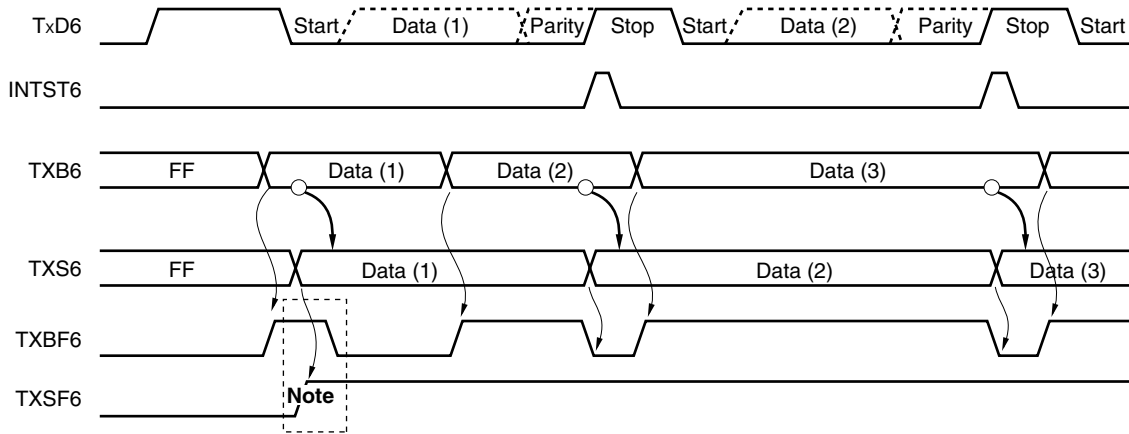 TxD6 Start Data (1) Parity Stop Start Data (2) Parity Stop Start
INTST6
TXB6 FF Data (1) Data (2) Data (3)
TXS6 FF Data (1) Data (2) Data (3)
TXBF6
TXSF6 Note